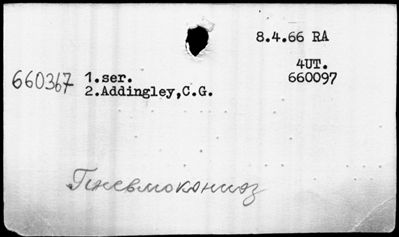 8.4.66 RA
4UT.
660097
660367
1.ser.
2.Addingley,C.G.
Пневмокониоз